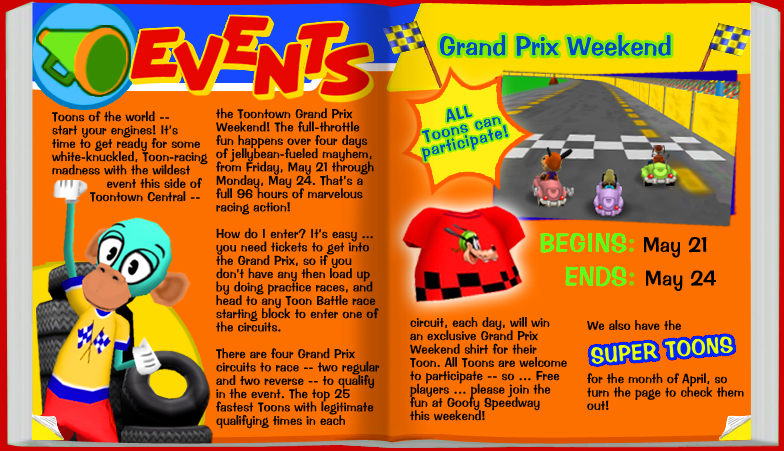 EVENTS
Toons of the world --
start your engines! It's
time to get ready for some
white-knuckled, Toon-racing
madness with the wildest
event this side of
Toontown Central --
the Toontown Grand Prix
Weekend! The full-throttle
fun happens over four days
of jellybean-fueled mayhem,
from Friday, May 21 through
Monday, May 24. That's a
full 96 hours of marvelous
racing action!
How do I enter? It's easy ...
you need tickets to get into
the Grand Prix, so if you
don't have any then load up
by doing practice races, and
head to any Toon Battle race
starting block to enter one of
the circuits.
There are four Grand Prix
circuits to race -- two regular
and two reverse -- to qualify
in the event. The top 25
fastest Toons with legitimate
qualifying times in each
Grand Prix Weekend
ALL
Toons can
participate!
BEGINS: May 21
ENDS: May 24
circuit, each day, will win
an exclusive Grand Prix
Weekend shirt for their
Toon. All Toons are welcome
to participate -- so ... Free
players ... please join the
fun at Goofy Speedway
this weekend!
We also have the
SUPER TOONS
for the month of April, so
turn the page to check them
out!